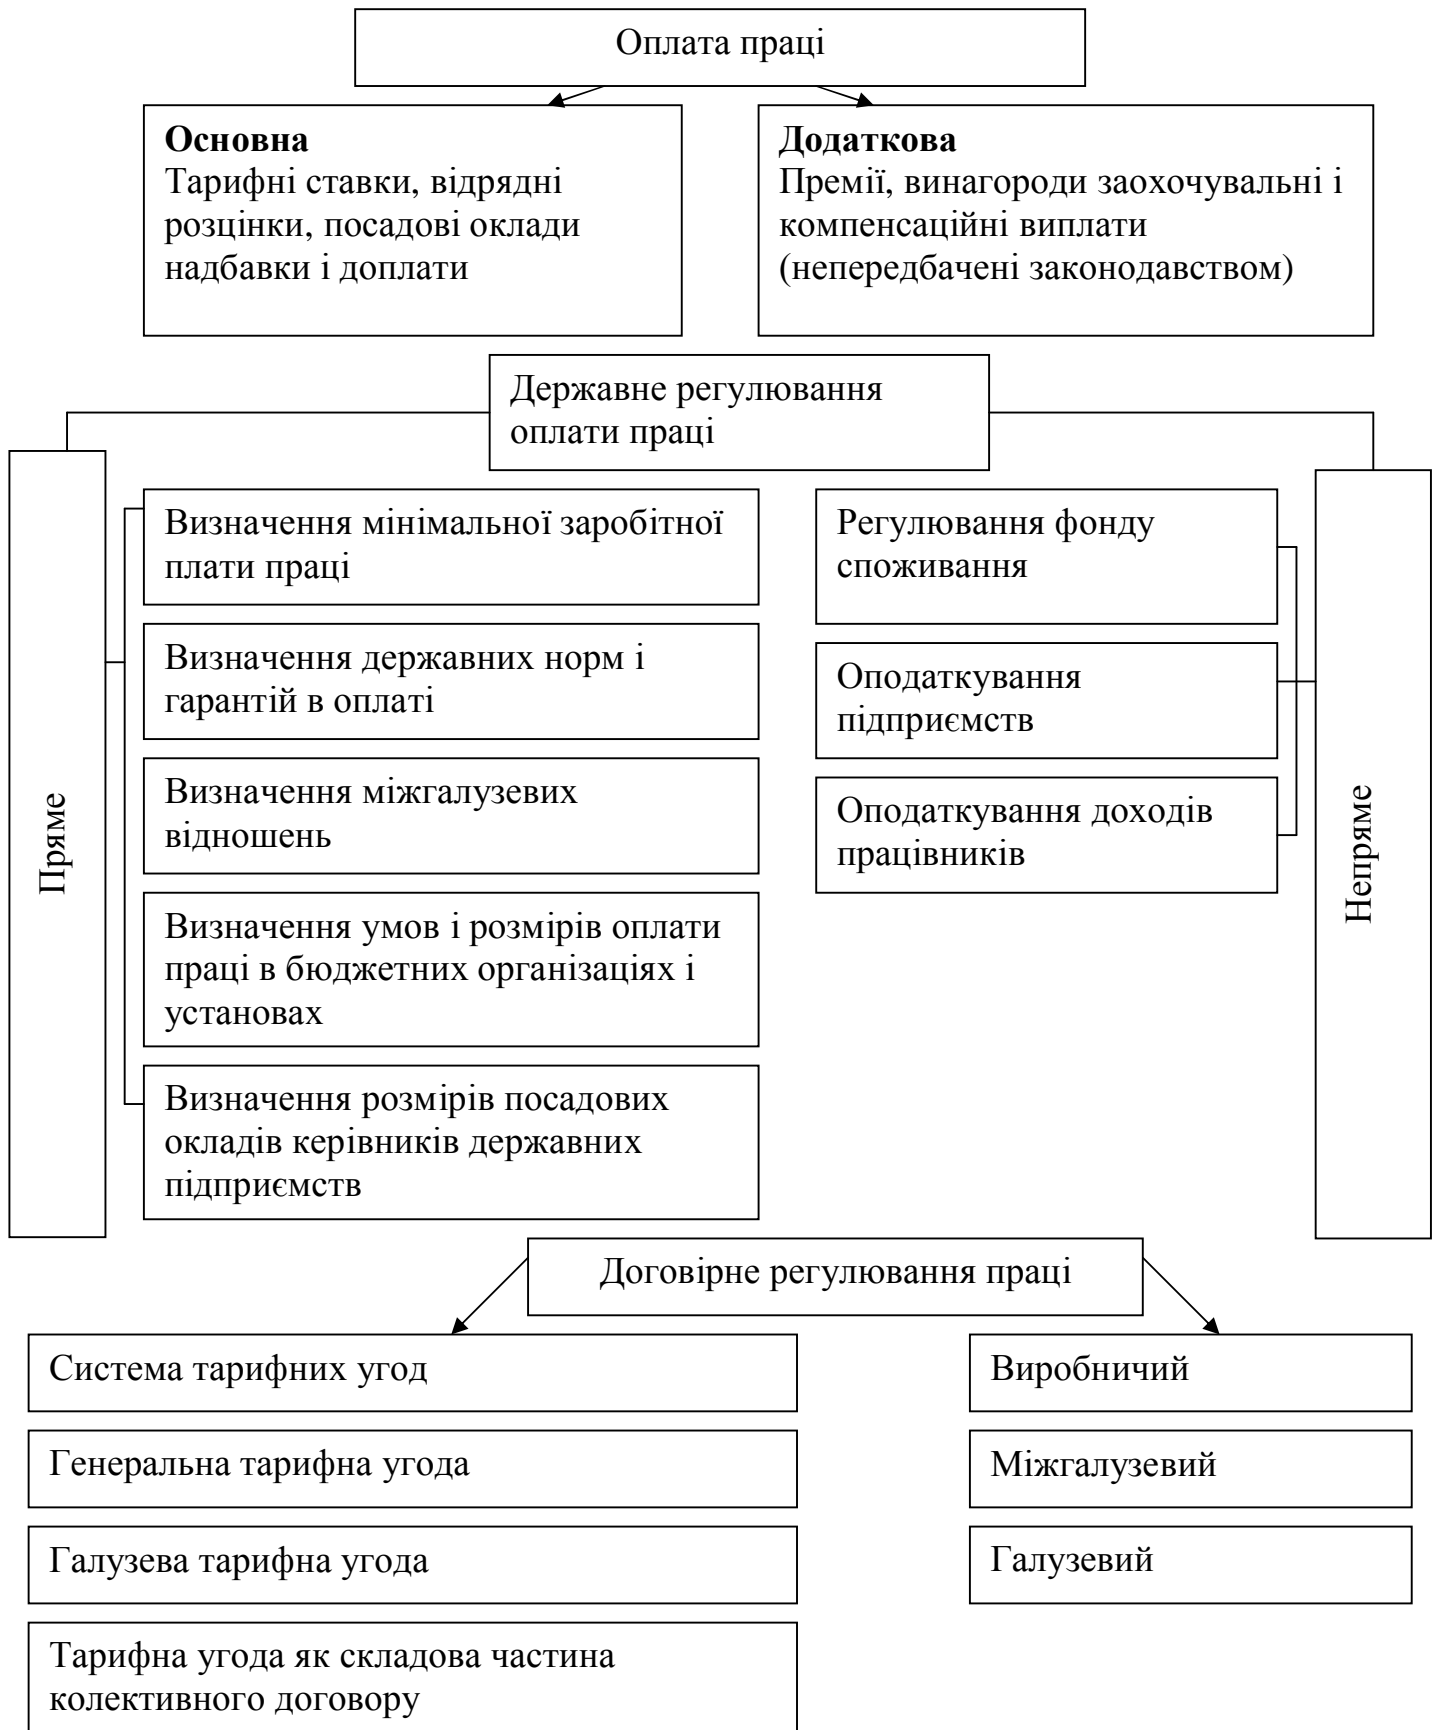 Оплата праці
Основна
Тарифні ставки, відрядні
розцінки, посадові оклади
надбавки і доплати
Додаткова
Премії, винагороди заохочувальні і
компенсаційні виплати
(непередбачені законодавством)
Державне регулювання
оплати праці
Пряме
Визначення мінімальної заробітної
плати праці
Визначення державних норм і
гарантій в оплаті
Визначення міжгалузевих
відношень
Визначення умов і розмірів оплати
праці в бюджетних організаціях і
установах
Визначення розмірів посадових
окладів керівників державних
підприємств
Регулювання фонду
споживання
Оподаткування
підприємств
Оподаткування доходів
працівників
Непряме
Договірне регулювання праці
Система тарифних угод
Генеральна тарифна угода
Галузева тарифна угода
Тарифна угода як складова частина
колективного договору
Виробничий
Міжгалузевий
Галузевий